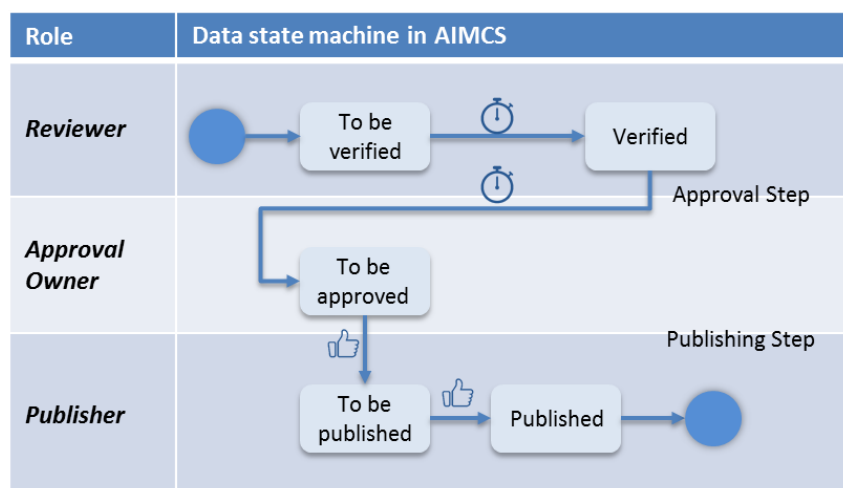 Role
Data state machine in AIMCS
Reviewer
To be
verified
Verified
Approval Step
Approval
Owner
To be
approved
Publishing Step
Publisher
To be
published
Published